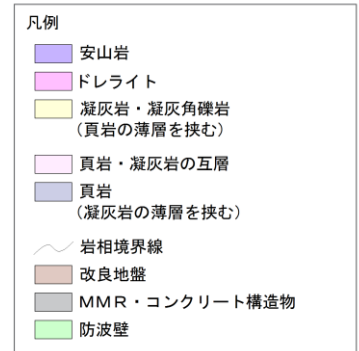 凡例
安山岩
ドレライト
凝灰岩・凝灰角礫岩
(頁岩の薄層を挟む)
頁岩・凝灰岩の互層
頁岩
(凝灰岩の薄層を挟む)
岩相境界線
改良地盤
MMR・コンクリート構造物
防波壁